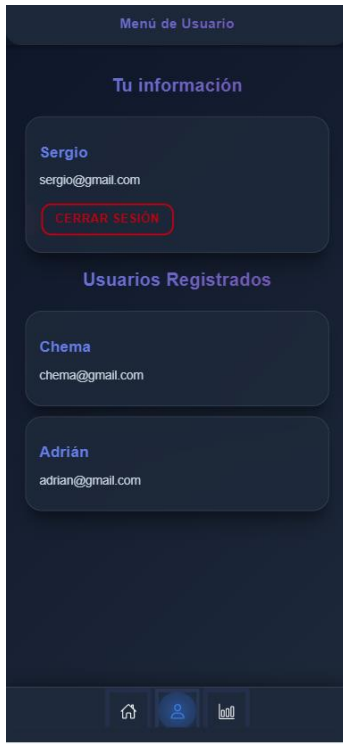 Menú de Usuario
Tu información
Sergio
sergio@gmail.com
CERRAR SESIÓN
Usuarios Registrados
Chema
chema@gmail.com
Adrián
adrian@gmail.com